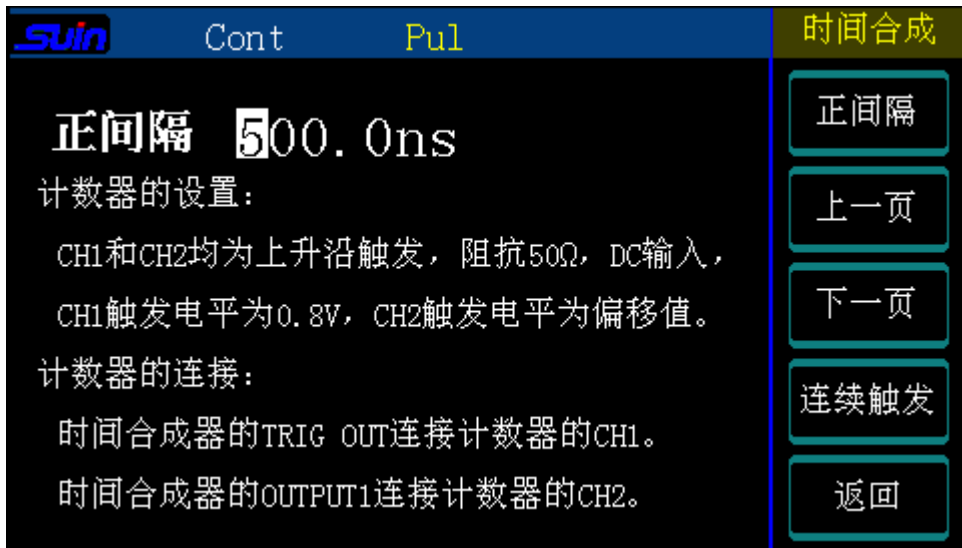 Suin Cont Pul 时间合成
正间隔 500.0ns
计数器的设置:
CH1和CH2均为上升沿触发,阻抗50Ω,DC输入,
CH1触发电平为0.8V,CH2触发电平为偏移值。
计数器的连接:
时间合成器的TRIG OUT连接计数器的CH1。
时间合成器的OUTPUT1连接计数器的CH2。
正间隔
上一页
下一页
连续触发
返回